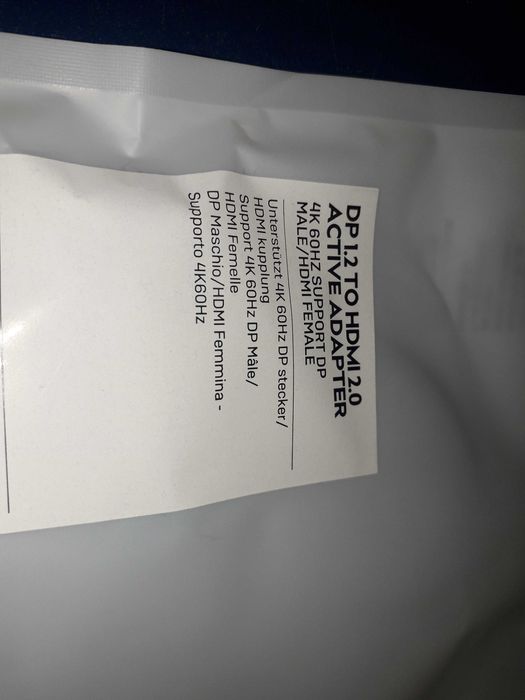 DP 1.2 TO HDMI 2.0
ACTIVE ADAPTER
4K 60HZ SUPPORT DP
MALE/HDMI FEMALE
Unterstützt 4K 60Hz DP stecker/
HDMI kupplung
Support 4K 60Hz DP Mâle/
HDMI Femelle
DP Maschio/HDMI Femmina -
Supporto 4K60Hz